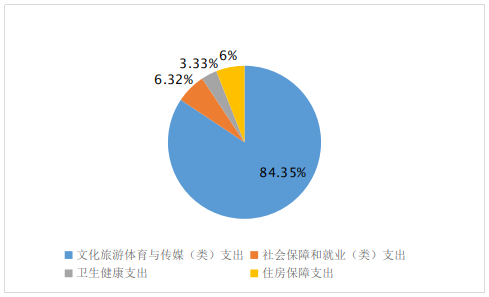 6%
3.33%
6.32%
84.35%
文化旅游体育与传媒（类）支出 社会保障和就业（类）支出
卫生健康支出 住房保障支出